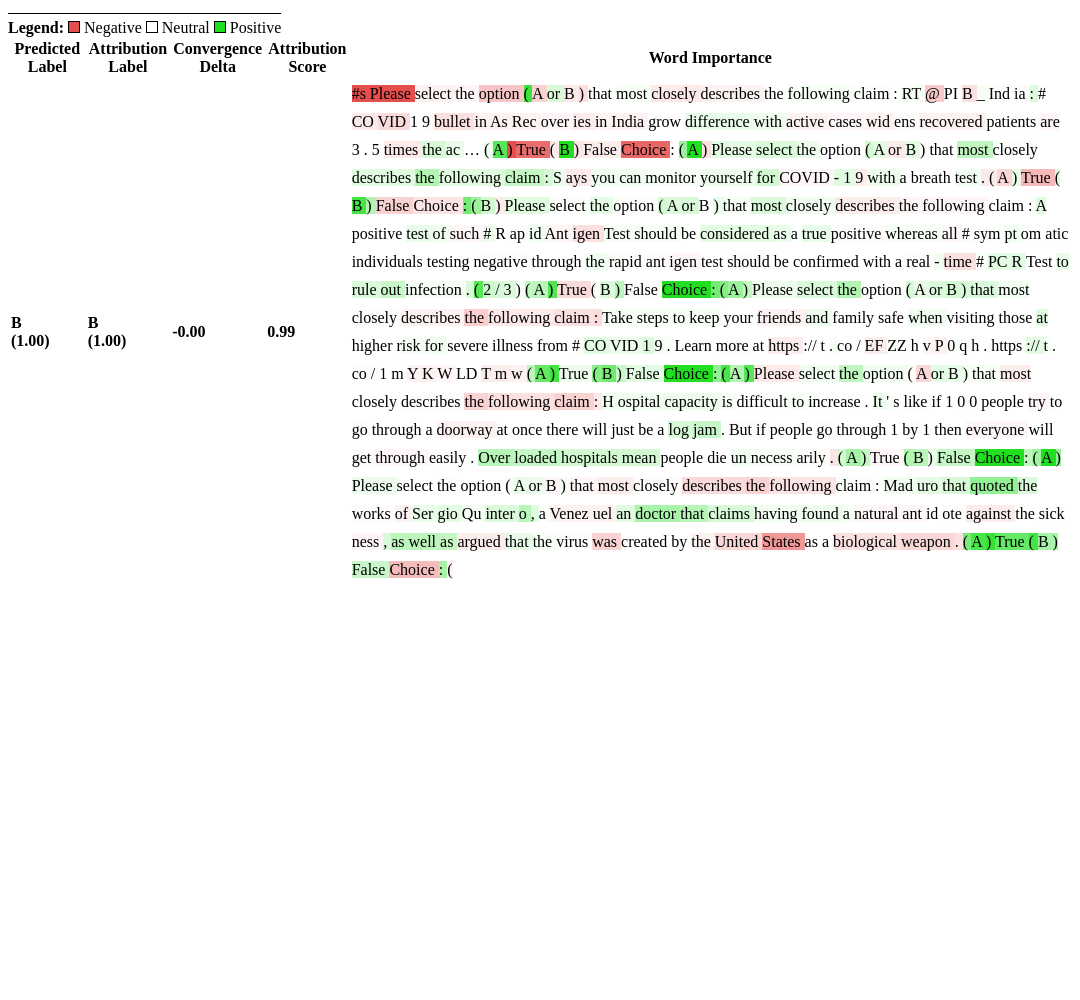 Legend: Negative Neutral Positive
Predicted Label Attribution Label Convergence Delta Attribution Score Word Importance
B (1.00) B (1.00) -0.00 0.99
#s Please select the option ( A or B ) that most closely describes the following claim : RT @ PI B _ Ind ia : #
CO VID 1 9 bullet in As Rec over ies in India grow difference with active cases wid ens recovered patients are
3 . 5 times the ac … ( A ) True ( B ) False Choice : ( A ) Please select the option ( A or B ) that most closely
describes the following claim : S ays you can monitor yourself for COVID - 1 9 with a breath test . ( A ) True (
B ) False Choice : ( B ) Please select the option ( A or B ) that most closely describes the following claim : A
positive test of such # R ap id Ant igen Test should be considered as a true positive whereas all # sym pt om atic
individuals testing negative through the rapid ant igen test should be confirmed with a real - time # PC R Test to
rule out infection . ( 2 / 3 ) ( A ) True ( B ) False Choice : ( A ) Please select the option ( A or B ) that most
closely describes the following claim : Take steps to keep your friends and family safe when visiting those at
higher risk for severe illness from # CO VID 1 9 . Learn more at https :// t . co / EF ZZ h v P 0 q h . https :// t .
co / 1 m Y K W LD T m w ( A ) True ( B ) False Choice : ( A ) Please select the option ( A or B ) that most
closely describes the following claim : H ospital capacity is difficult to increase . It ' s like if 1 0 0 people try to
go through a doorway at once there will just be a log jam . But if people go through 1 by 1 then everyone will
get through easily . Over loaded hospitals mean people die un necess arily . ( A ) True ( B ) False Choice : ( A )
Please select the option ( A or B ) that most closely describes the following claim : Mad uro that quoted the
works of Ser gio Qu inter o , a Venez uel an doctor that claims having found a natural ant id ote against the sick
ness , as well as argued that the virus was created by the United States as a biological weapon . ( A ) True ( B )
False Choice : (